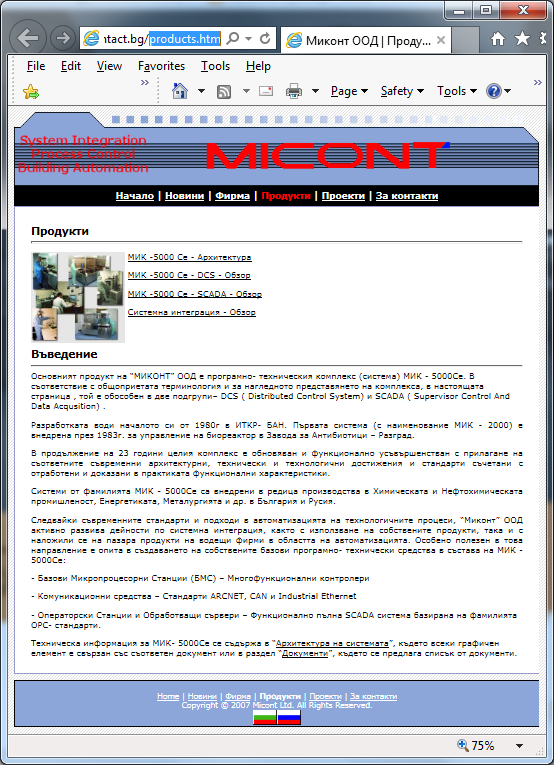 ıtact.bg/products.htm
Миконт ООД | Проду...
File Edit View Favorites Tools Help
Page Safety Tools
System Integration
Process Control
Building Automation
MICONT
Начало | Новини | Фирма | Продукти | Проекти | За контакти
Продукти
МИК -5000 Се - Архитектура
МИК -5000 Се - DCS - Обзор
МИК -5000 Се - SCADA - Обзор
Системна интеграция - Обзор
Въведение
Основният продукт на “МИКОНТ” ООД е програмно- техническия комплекс (система) МИК - 5000Се. В
съответствие с общоприетата терминология и за нагледното представянето на комплекса, в настоящата
страница , той е обособен в две подгрупи– DCS ( Distributed Control System) и SCADA ( Supervisor Control And
Data Acqusition) .
Разработката води началото си от 1980г в ИТКР- БАН. Първата система (с наименование МИК - 2000) е
внедрена през 1983г. за управление на биореактор в Завода за Антибиотици – Разград.
В продължение на 23 години целия комплекс е обновяван и функционално усъвършенстван с прилагане на
съответните съвременни архитектурни, технически и технологични достижения и стандарти съчетани с
отработени и доказани в практиката функционални характеристики.
Системи от фамилията МИК - 5000Се са внедрени в редица производства в Химическата и Нефтохимическата
промишленост, Енергетиката, Металургията и др. в България и Русия.
Следвайки съвременните стандарти и подходи в автоматизацията на технологичните процеси, “Миконт” ООД
активно развива дейности по системна интеграция, както с използване на собствените продукти, така и с
наложили се на пазара продукти на водещи фирми в областта на автоматизацията. Особено полезен в това
направление е опита в създаването на собствените базови програмно- технически средства в състава на МИК -
5000Се:
- Базови Микропроцесорни Станции (БМС) – Многофункционални контролери
- Комуникационни средства – Стандарти ARCNET, CAN и Industrial Ethernet
- Операторски Станции и Обработващи сървери – Функционално пълна SCADA система базирана на фамилията
OPC- стандарти.
Техническа информация за МИК- 5000Се се съдържа в “Архитектура на системата”, където всеки графичен
елемент е свързан със съответен документ или в раздел “Документи”, където се предлага списък от документи.
Home | Новини | Фирма | Продукти | Проекти | За контакти
Copyright © 2007 Micont Ltd. All Rights Reserved.
75%